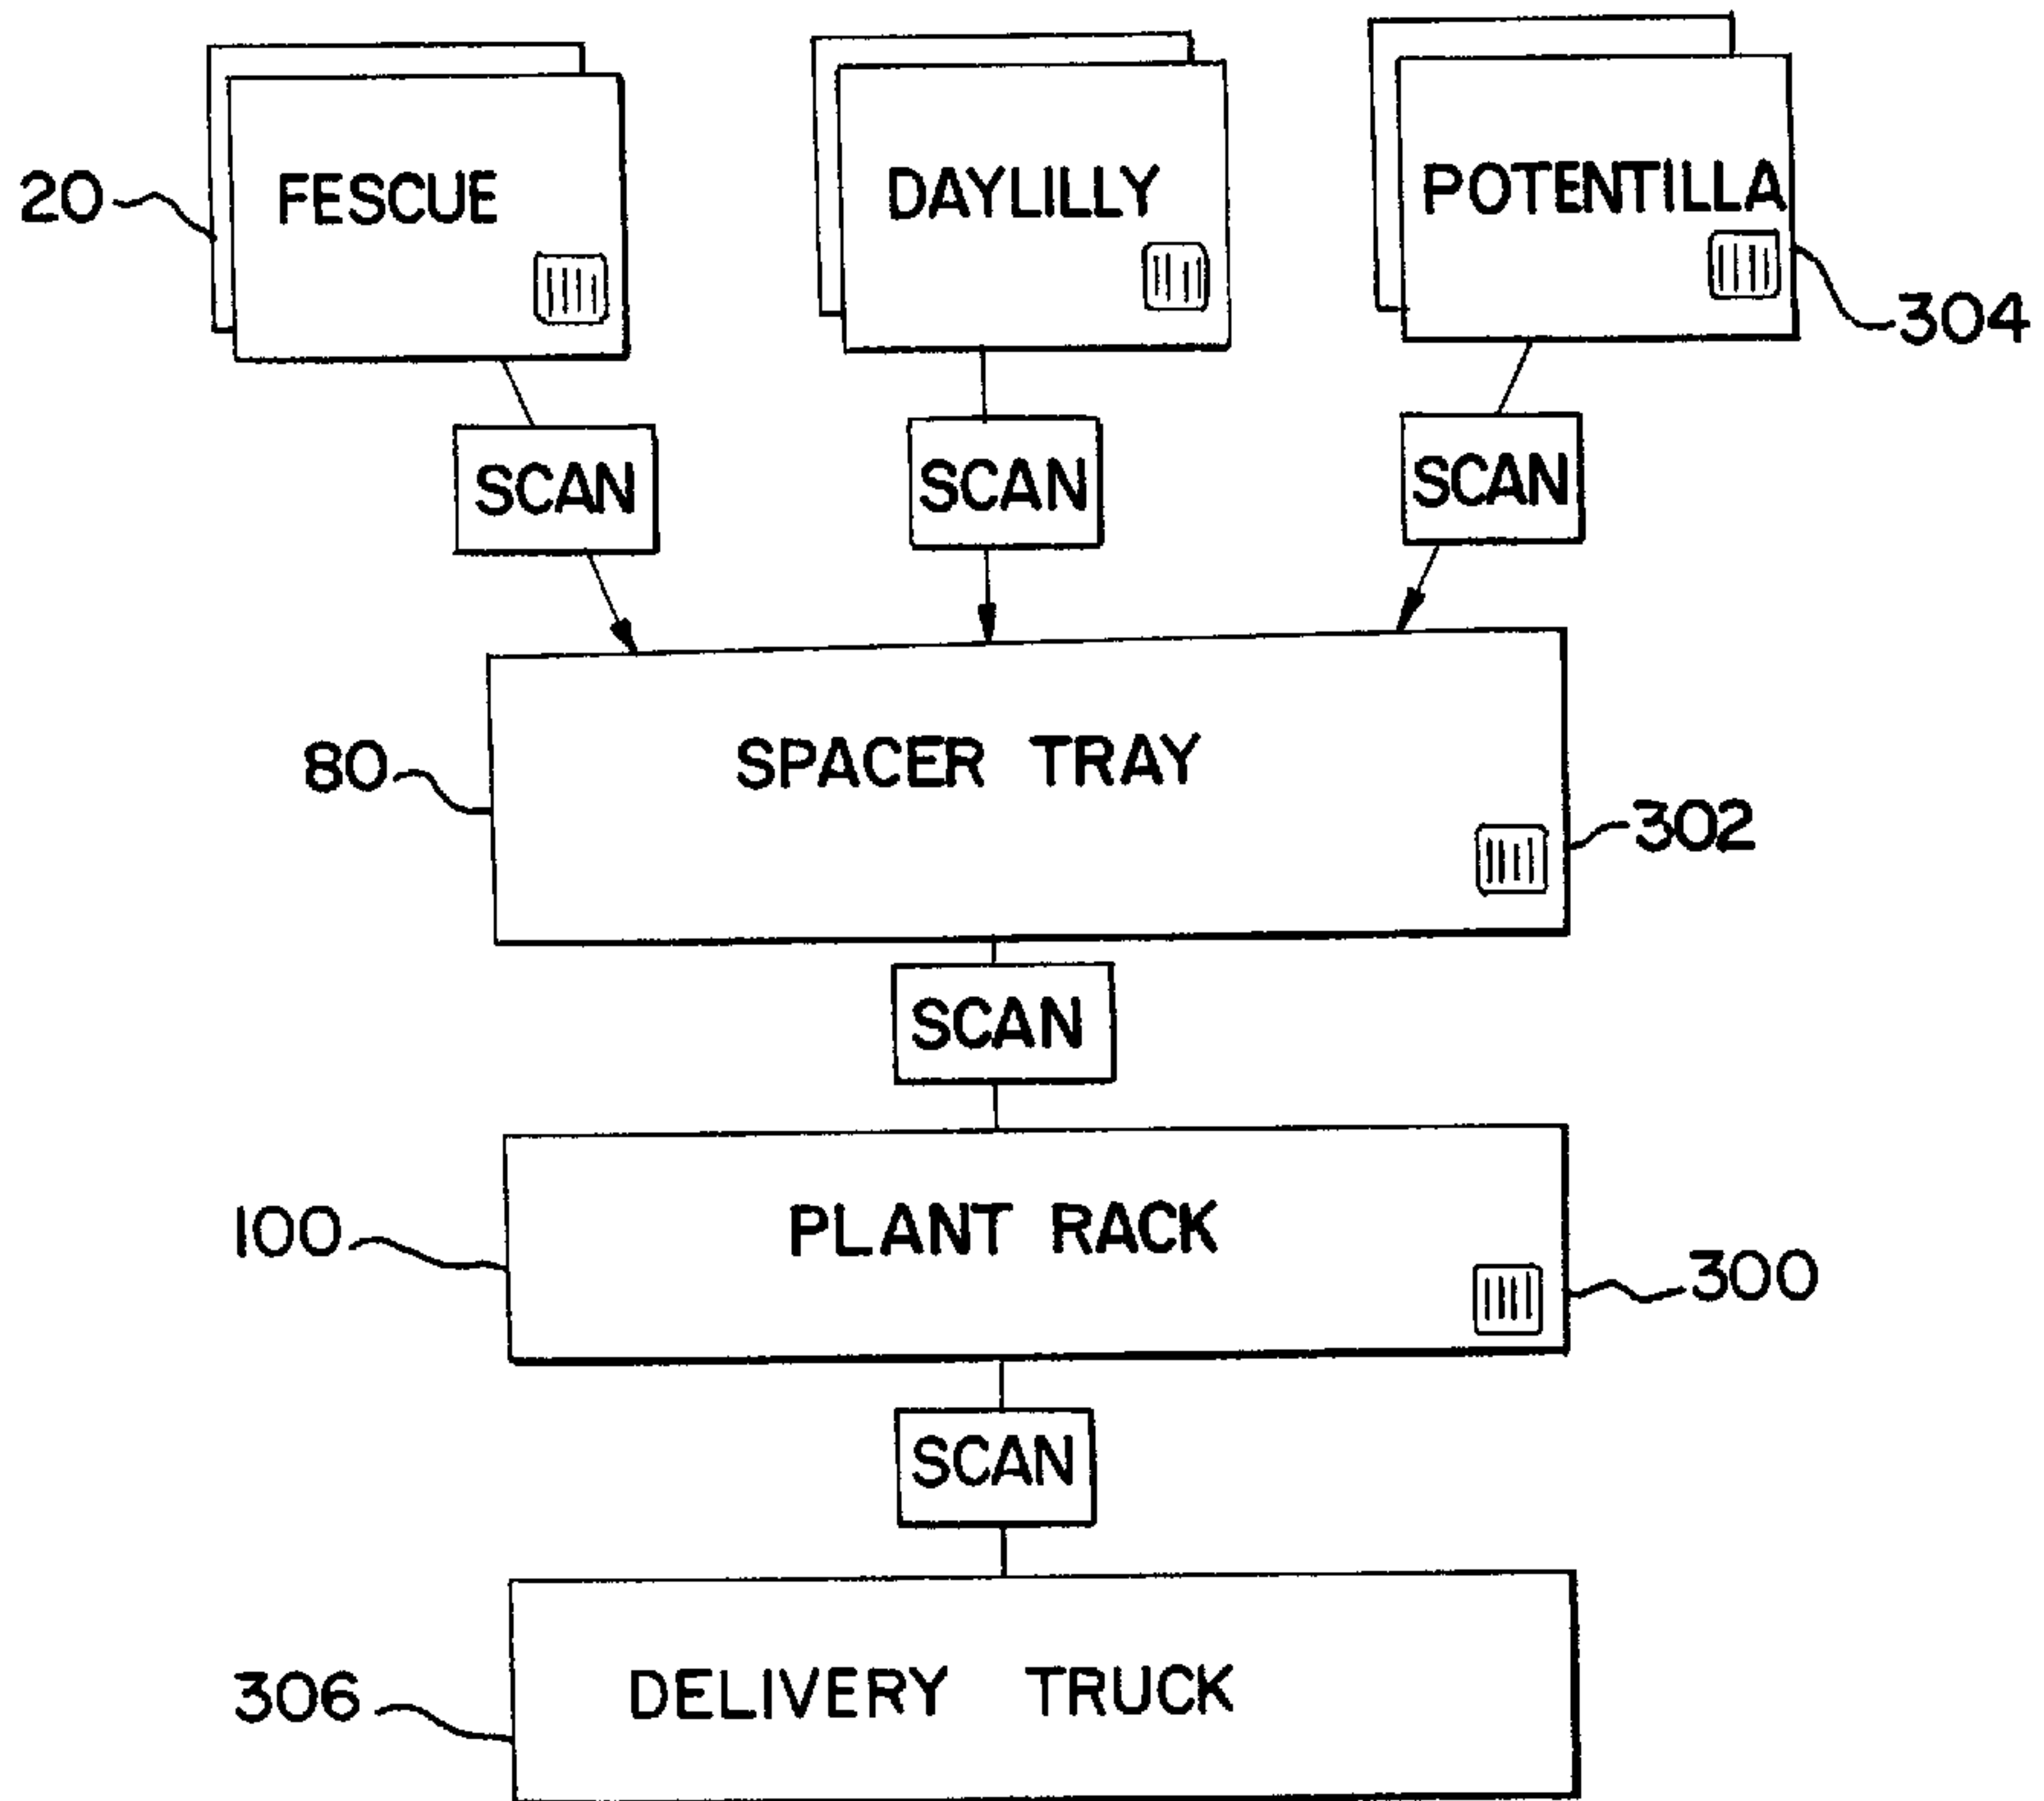 FESCUE
DAYLILLY
POTENTILLA
20
304
SCAN
SCAN
SCAN
SPACER TRAY
80
302
SCAN
PLANT RACK
100
300
SCAN
DELIVERY TRUCK
306